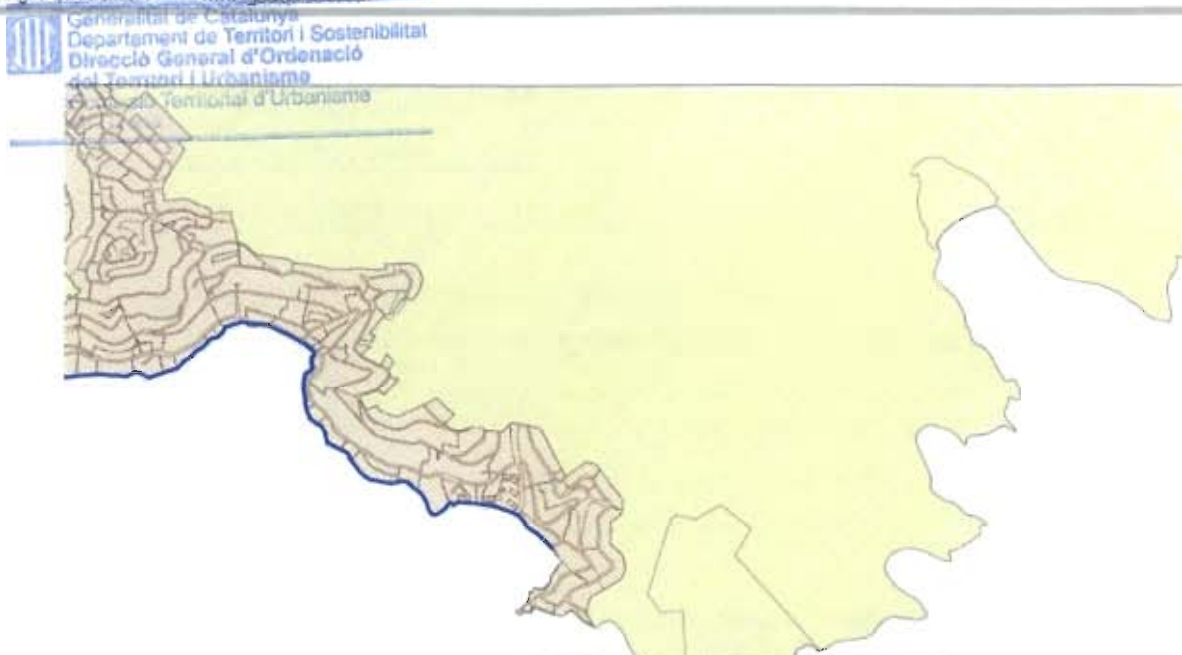 Generalitat de Catalunya
Departament de Territori i Sostenibilitat
Direcció General d'Ordenació
del Territori i Urbanisme
Territorial d'Urbanisme